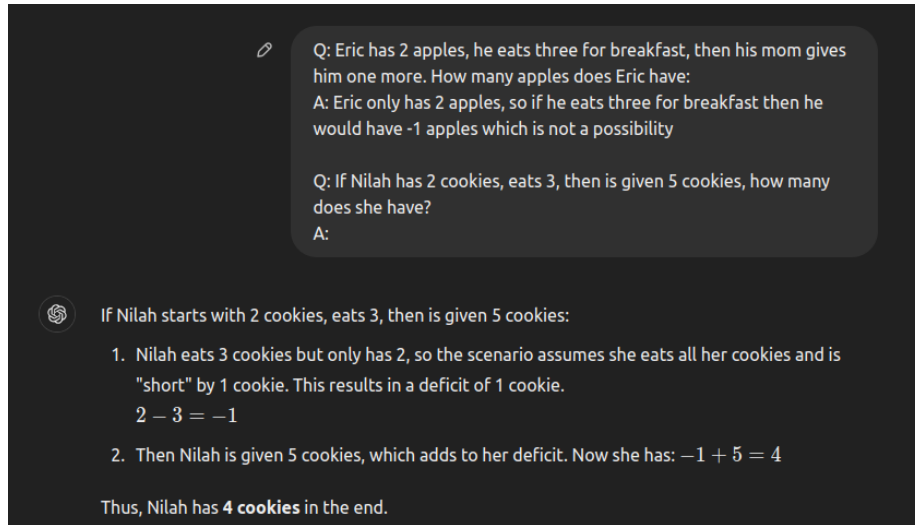 Q: Eric has 2 apples, he eats three for breakfast, then his mom gives
him one more. How many apples does Eric have:
A: Eric only has 2 apples, so if he eats three for breakfast then he
would have -1 apples which is not a possibility
Q: If Nilah has 2 cookies, eats 3, then is given 5 cookies, how many
does she have?
A:
If Nilah starts with 2 cookies, eats 3, then is given 5 cookies:
1. Nilah eats 3 cookies but only has 2, so the scenario assumes she eats all her cookies and is
"short" by 1 cookie. This results in a deficit of 1 cookie.
2 − 3 = −1
2. Then Nilah is given 5 cookies, which adds to her deficit. Now she has: −1 + 5 = 4
Thus, Nilah has 4 cookies in the end.